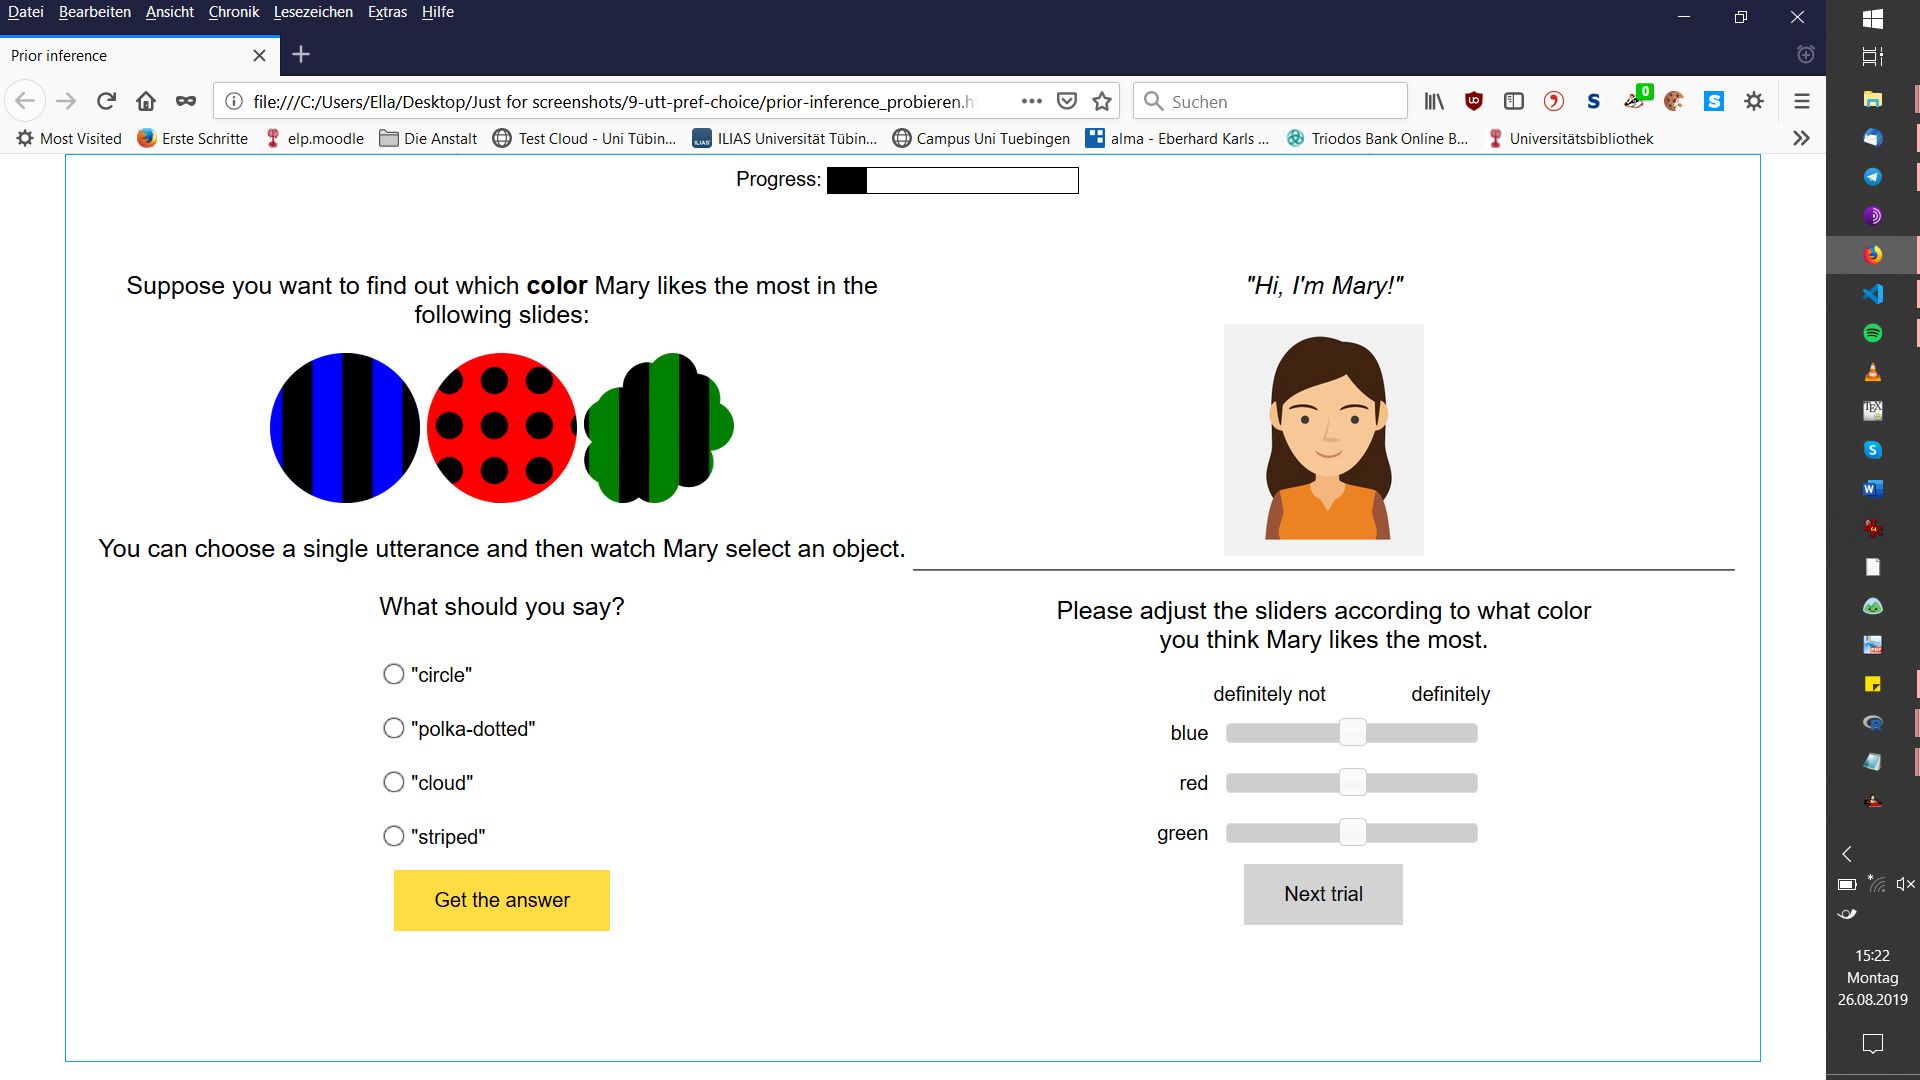 Datei Bearbeiten Ansicht Chronik Lesezeichen Extras Hilfe
Prior inference
file:///C:/Users/Ella/Desktop/Just for screenshots/9-utt-pref-choice/prior-inference_probieren.h
Suchen
0
Most Visited Erste Schritte elp.moodle Die Anstalt Test Cloud - Uni Tübin... ILIAS Universität Tübin... Campus Uni Tuebingen alma - Eberhard Karls ... Triodos Bank Online B... Universitätsbibliothek
Progress:
Suppose you want to find out which color Mary likes the most in the
following slides:
You can choose a single utterance and then watch Mary select an object.
What should you say?
"circle"
"polka-dotted"
"cloud"
"striped"
Get the answer
"Hi, I'm Mary!"
Please adjust the sliders according to what color
you think Mary likes the most.
definitely not definitely
blue
red
green
Next trial
15:22
Montag
26.08.2019